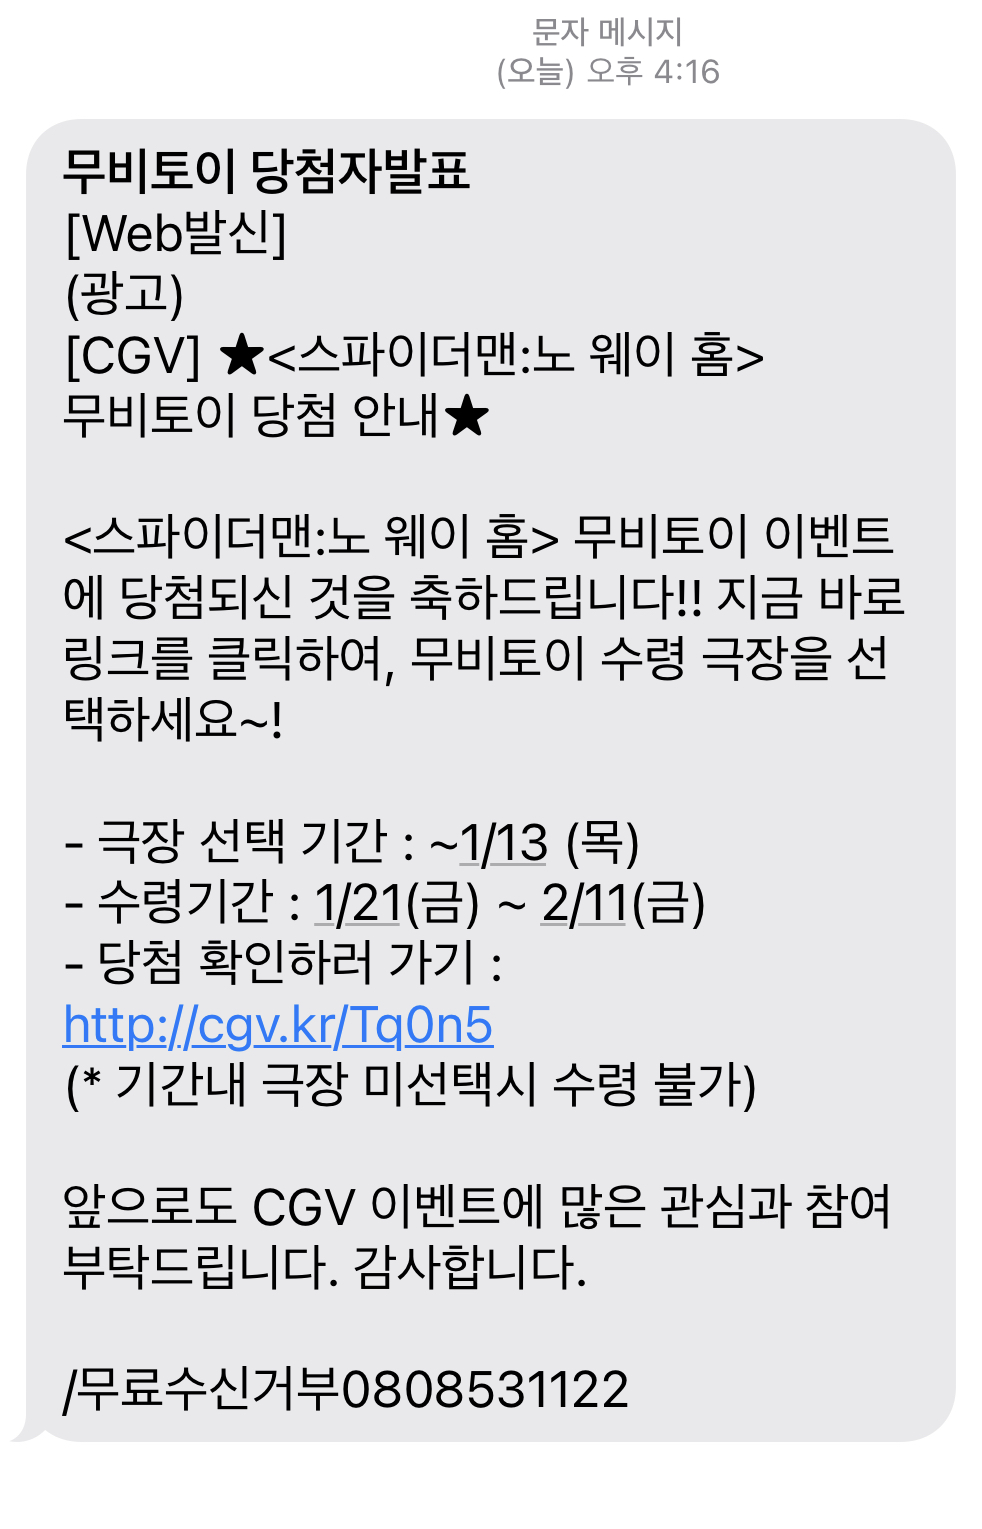 문자 메시지
(오늘) 오후 4:16
무비토이 당첨자발표
[Web발신]
(광고)
[CGV] ★<스파이더맨:노 웨이 홈>
무비토이 당첨 안내★
<스파이더맨:노 웨이 홈> 무비토이 이벤트
에 당첨되신 것을 축하드립니다!! 지금 바로
링크를 클릭하여, 무비토이 수령 극장을 선
택하세요~!
- 극장 선택 기간 : ~1/13 (목)
- 수령기간 : 1/21(금) ~ 2/11(금)
- 당첨 확인하러 가기 :
http://cgv.kr/Tq0n5
(* 기간내 극장 미선택시 수령 불가)
앞으로도 CGV 이벤트에 많은 관심과 참여
부탁드립니다. 감사합니다.
/무료수신거부0808531122